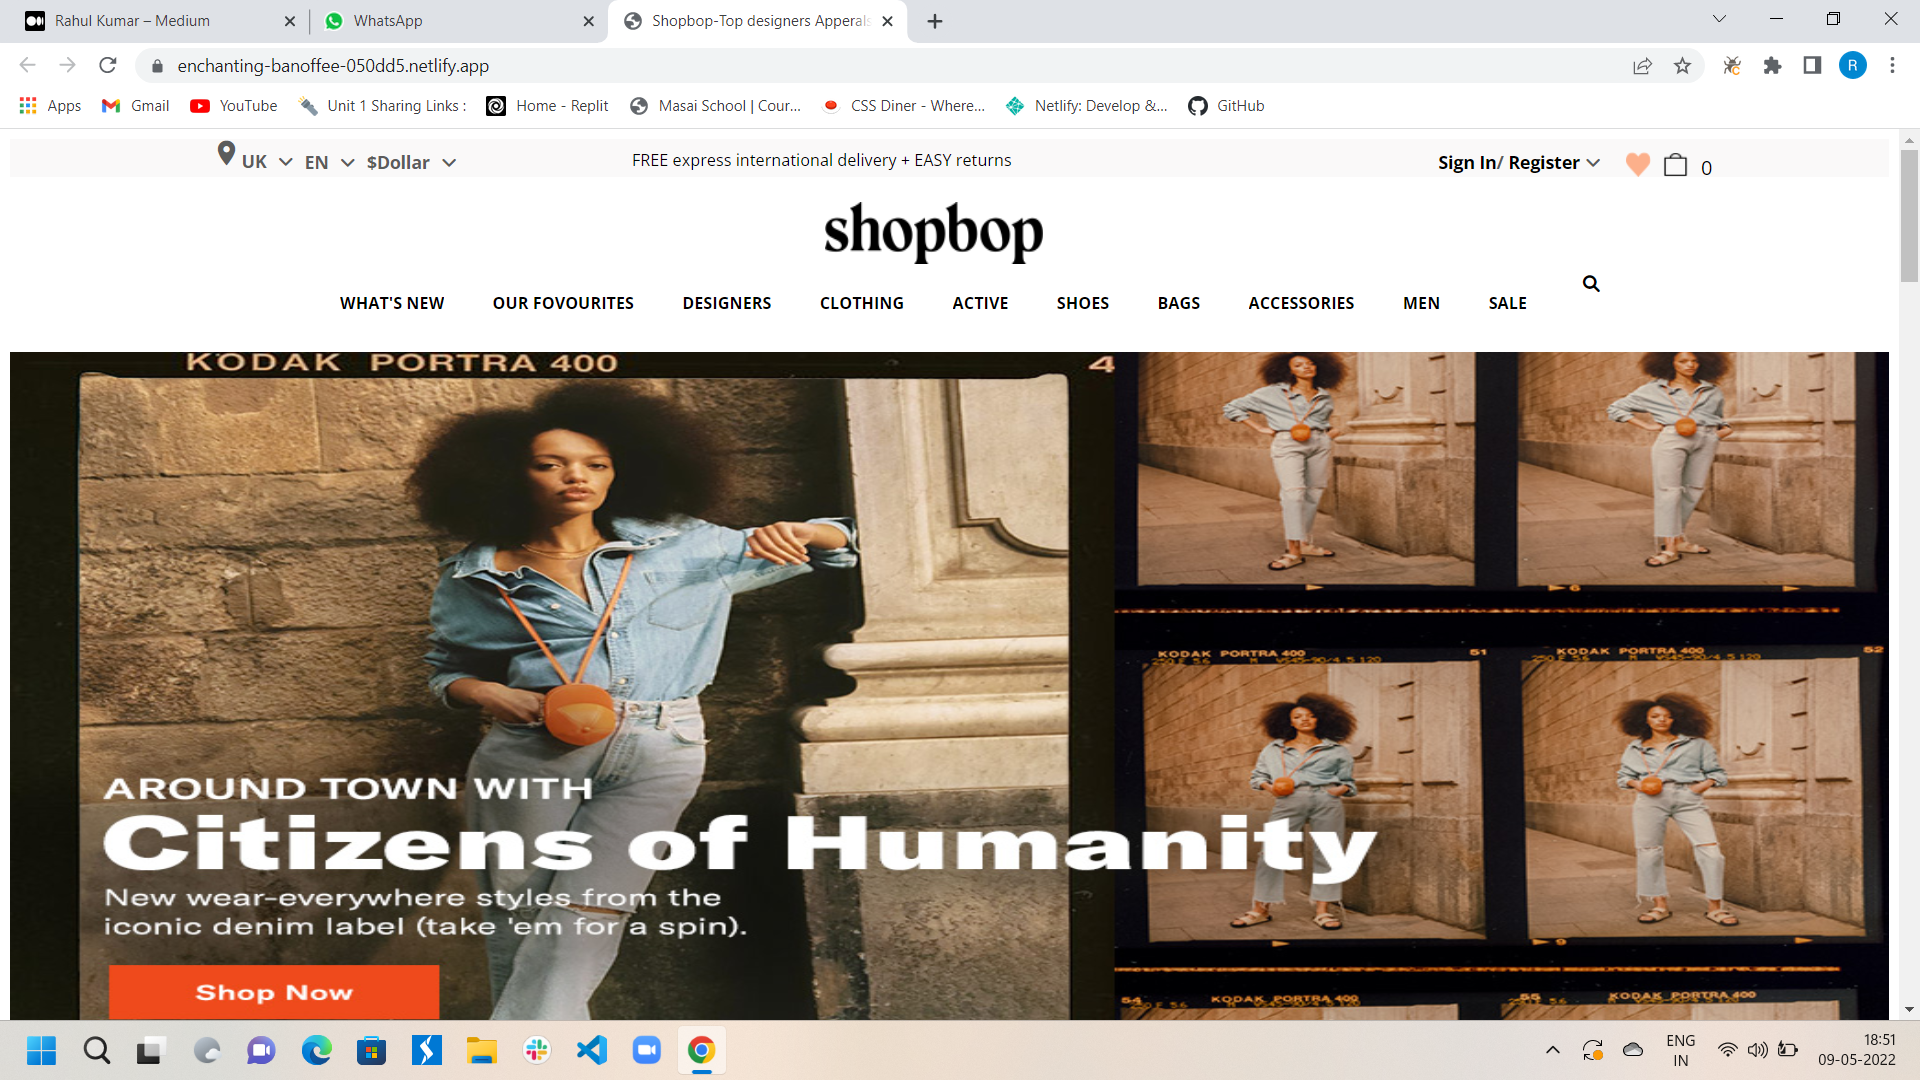 Rahul Kumar – Medium
WhatsApp
Shopbop-Top designers Apperals
enchanting-banoffee-050dd5.netlify.app
R
Apps
Gmail
YouTube
Unit 1 Sharing Links :
Home - Replit
Masai School | Cour...
CSS Diner - Where...
Netlify: Develop &...
GitHub
UK
EN
$Dollar
FREE express international delivery + EASY returns
Sign In/ Register
0
shopbop
WHAT'S NEW
OUR FOVOURITES
DESIGNERS
CLOTHING
ACTIVE
SHOES
BAGS
ACCESSORIES
MEN
SALE
KODAK PORTRA 400
4
6
KODAK PORTRA 400
51
KODAK PORTRA 400
52
AROUND TOWN WITH
Citizens of Humanity
New wear-everywhere styles from the
iconic denim label (take 'em for a spin).
Shop Now
9
54
KODAK PORTRA 400
55
KODAK PORTRA 400
ENG
IN
18:51
09-05-2022